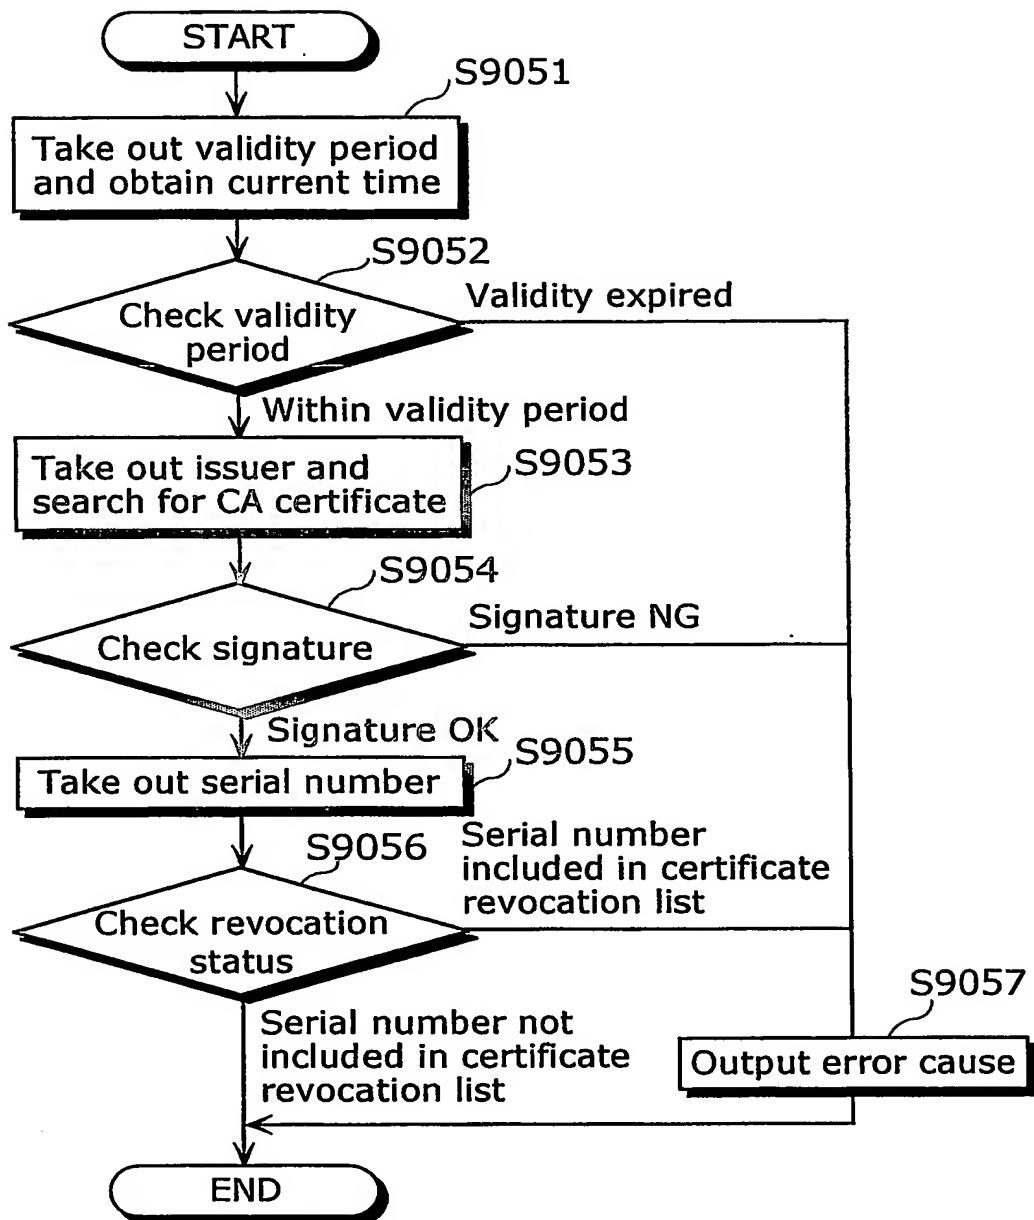 START
S9051
Take out validity period
and obtain current time
S9052
Check validity
period
Validity expired
Within validity period
Take out issuer and
search for CA certificate
S9053
S9054
Check signature
Signature NG
Signature OK
S9055
Take out serial number
S9056
Serial number
included in certificate
revocation list
Check revocation
status
S9057
Serial number not
included in certificate
revocation list
Output error cause
END